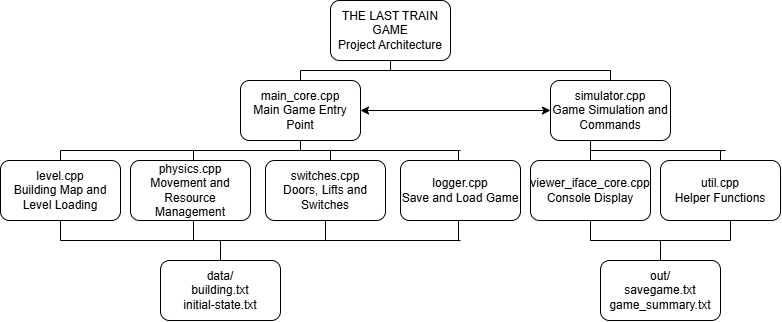 THE LAST TRAIN
GAME
Project Architecture
main_core.cpp
Main Game Entry
Point
simulator.cpp
Game Simulation and
Commands
level.cpp
Building Map and
Level Loading
physics.cpp
Movement and
Resource
Management
switches.cpp
Doors, Lifts and
Switches
logger.cpp
Save and Load Game
viewer_iface_core.cpp
Console Display
util.cpp
Helper Functions
data/
building.txt
initial-state.txt
out/
savegame.txt
game_summary.txt